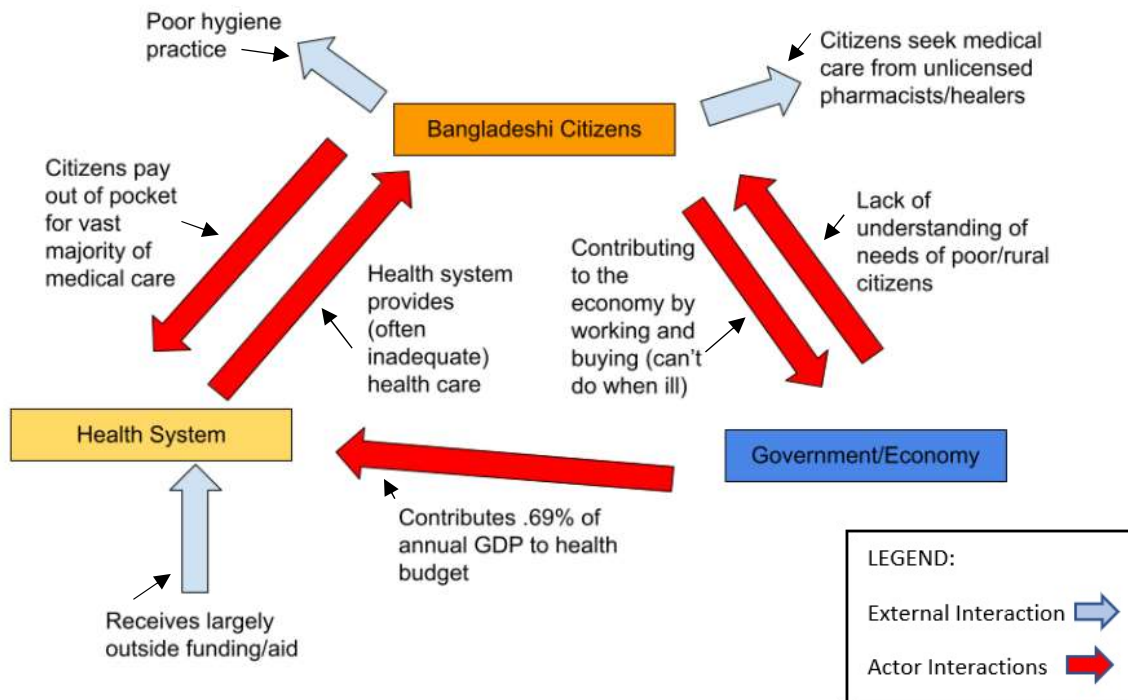 Poor hygiene
practice
Citizens seek medical
care from unlicensed
pharmacists/healers
Bangladeshi Citizens
Citizens pay
out of pocket
for vast
majority of
medical care
Health system
provides
(often
inadequate)
health care
Contributing
to the
economy by
working and
buying (can't
do when ill)
Lack of
understanding of
needs of poor/rural
citizens
Health System
Government/Economy
Contributes .69% of
annual GDP to health
budget
Receives largely
outside funding/aid
LEGEND:
External Interaction
Actor Interactions